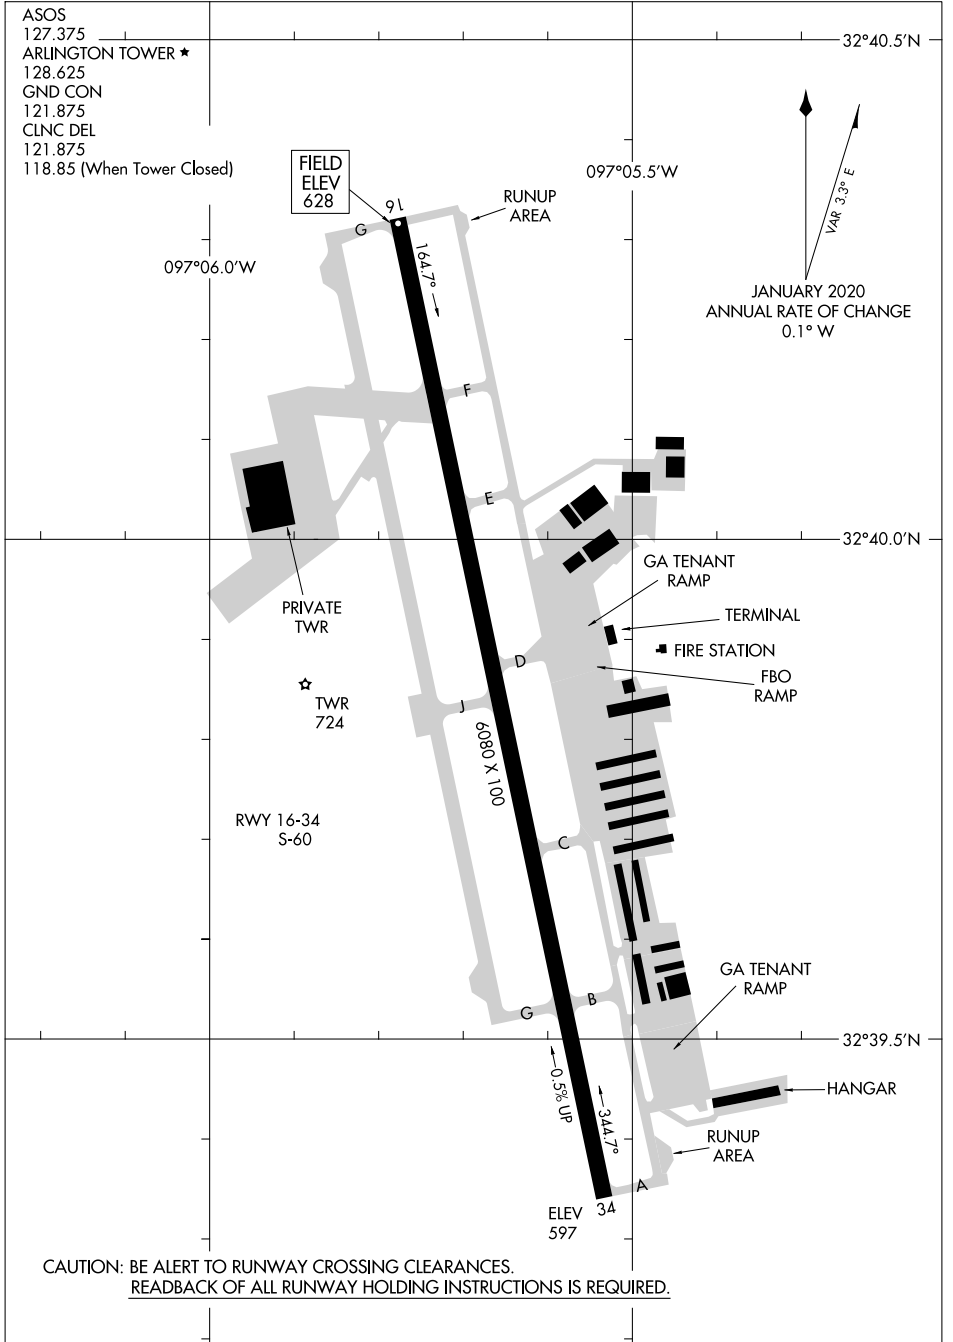 ASOS
127.375
ARLINGTON TOWER ★
128.625
GND CON
121.875
CLNC DEL
121.875
118.85 (When Tower Closed)
32°40.5'N
VAR 3.3° E
JANUARY 2020
ANNUAL RATE OF CHANGE
0.1° W
097°05.5'W
FIELD
ELEV
628
16
RUNUP
AREA
G
097°06.0'W
164.7°
F
E
32°40.0'N
GA TENANT
RAMP
PRIVATE
TWR
TERMINAL
FIRE STATION
D
FBO
RAMP
TWR
724
J
6080 X 100
RWY 16-34
S-60
C
GA TENANT
RAMP
B
G
32°39.5'N
0.5% UP
344.7°
HANGAR
RUNUP
AREA
A
34
ELEV
597
CAUTION: BE ALERT TO RUNWAY CROSSING CLEARANCES.
READBACK OF ALL RUNWAY HOLDING INSTRUCTIONS IS REQUIRED.